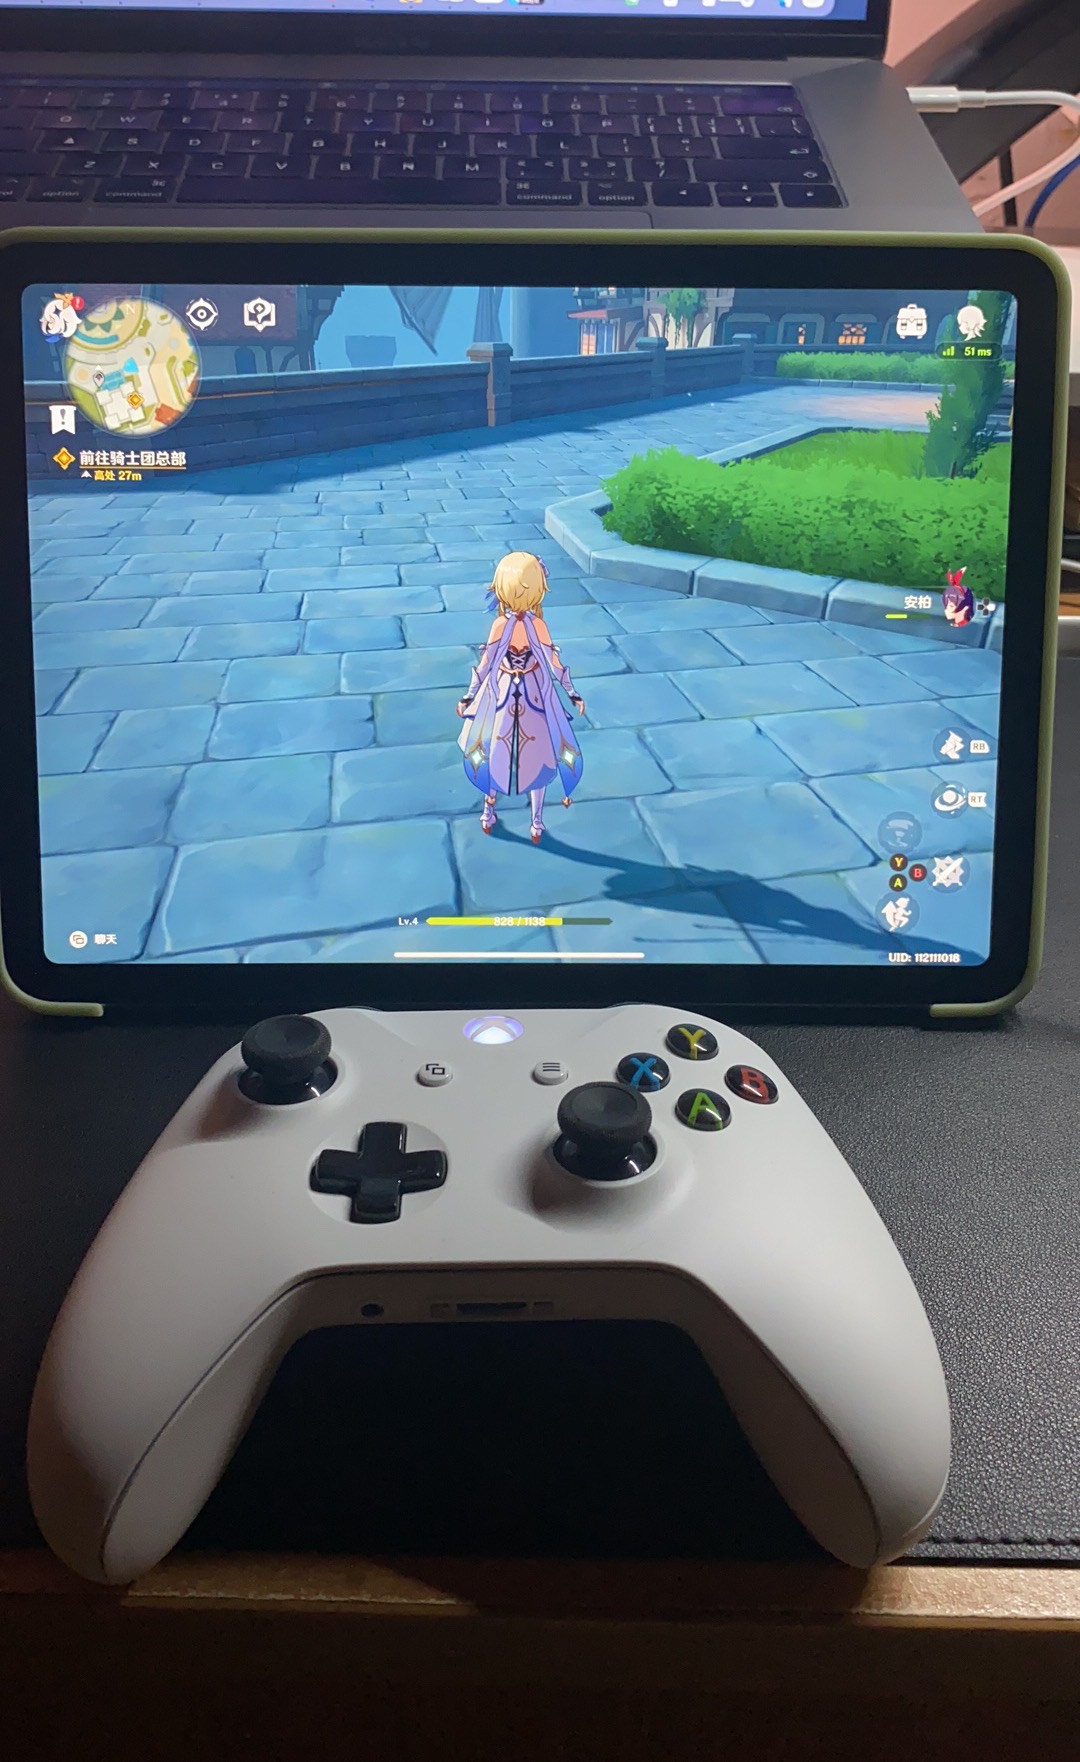 Q W E R T Y U I O P
A S D F G H J K L
Z X C V B N M
option command command option
N
51 ms
前往骑士团总部
高处 27m
安柏
RB
RT
Y
B
A
Lv.4 828 / 1138
聊天
UID: 112111018
Y
X B
A